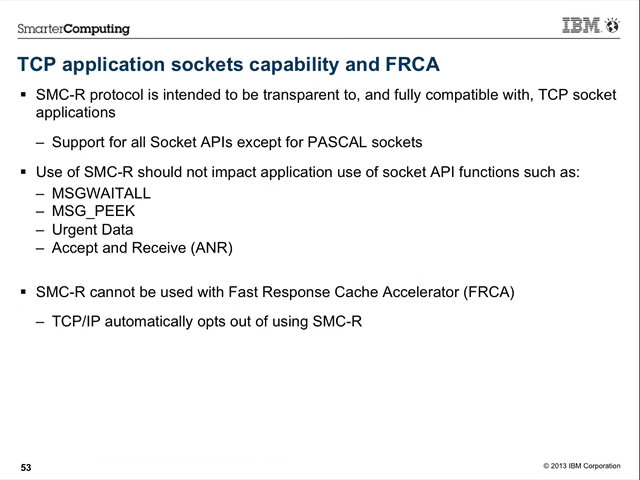 SmarterComputing
IBM
TCP application sockets capability and FRCA
▪ SMC-R protocol is intended to be transparent to, and fully compatible with, TCP socket
applications
– Support for all Socket APIs except for PASCAL sockets
▪ Use of SMC-R should not impact application use of socket API functions such as:
– MSGWAITALL
– MSG_PEEK
– Urgent Data
– Accept and Receive (ANR)
▪ SMC-R cannot be used with Fast Response Cache Accelerator (FRCA)
– TCP/IP automatically opts out of using SMC-R
53
© 2013 IBM Corporation